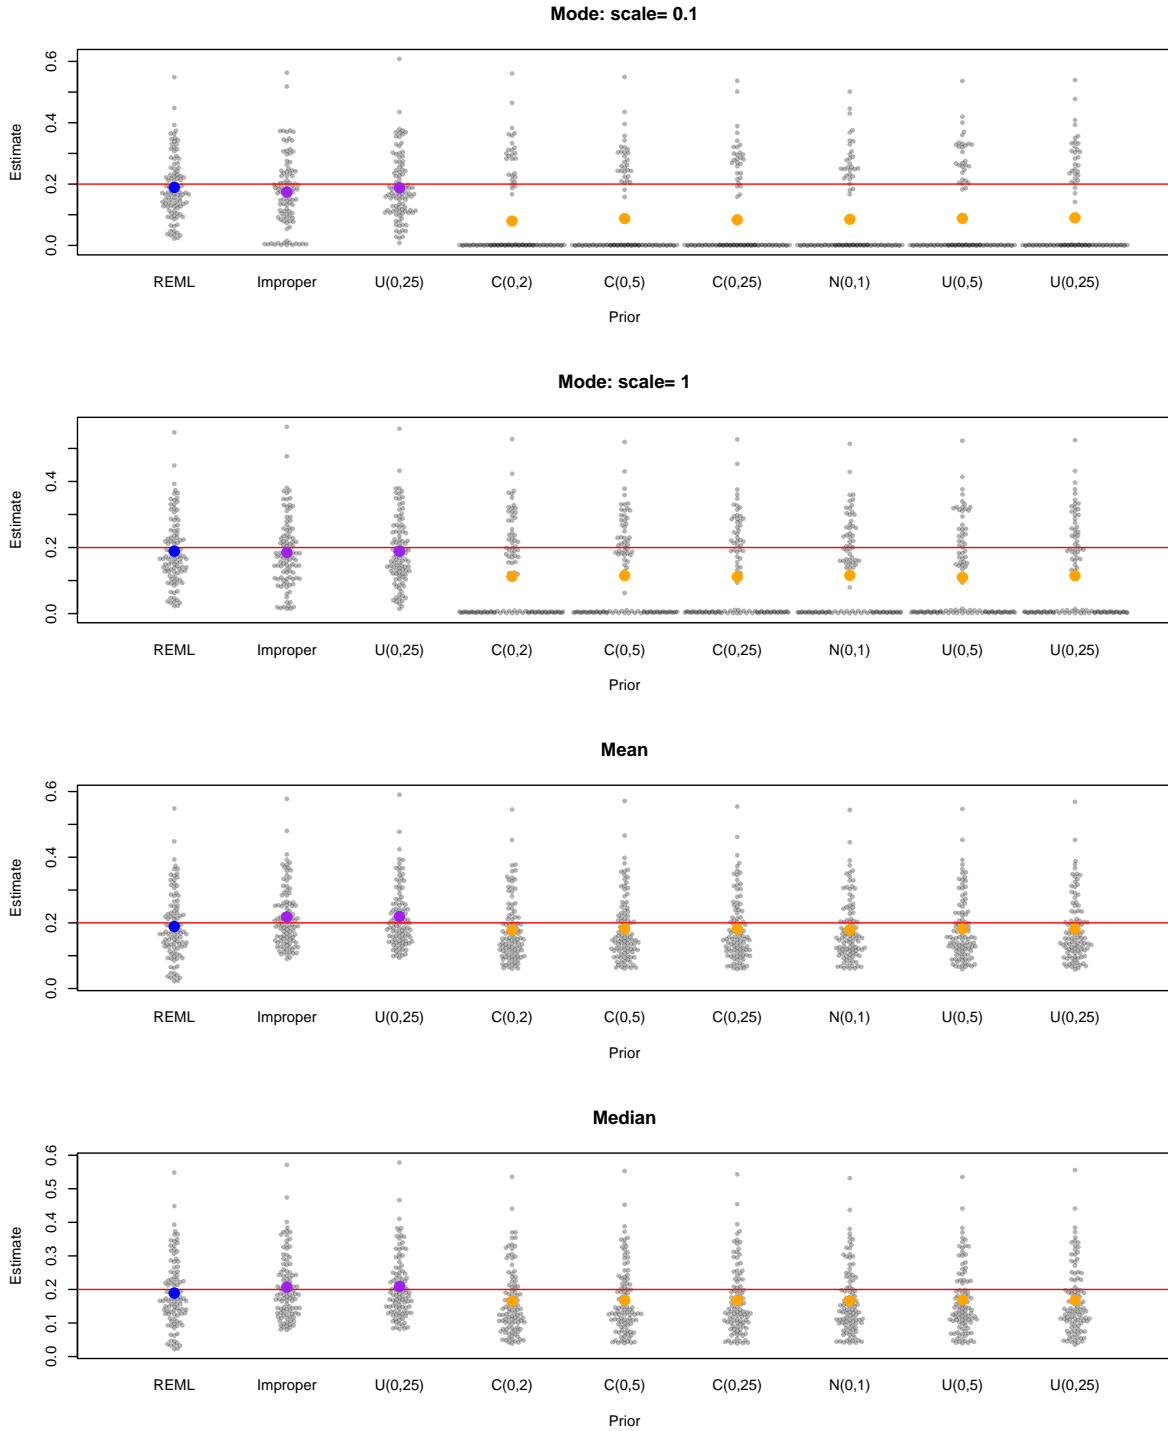 Mode: scale= 0.1
Estimate
0.6
0.4
0.2
0.0
REML Improper U(0,25) C(0,2) C(0,5) C(0,25) N(0,1) U(0,5) U(0,25)
Prior
Mode: scale= 1
Estimate
0.4
0.2
0.0
REML Improper U(0,25) C(0,2) C(0,5) C(0,25) N(0,1) U(0,5) U(0,25)
Prior
Mean
Estimate
0.6
0.4
0.2
0.0
REML Improper U(0,25) C(0,2) C(0,5) C(0,25) N(0,1) U(0,5) U(0,25)
Prior
Median
Estimate
0.6
0.5
0.4
0.3
0.2
0.1
0.0
REML Improper U(0,25) C(0,2) C(0,5) C(0,25) N(0,1) U(0,5) U(0,25)
Prior